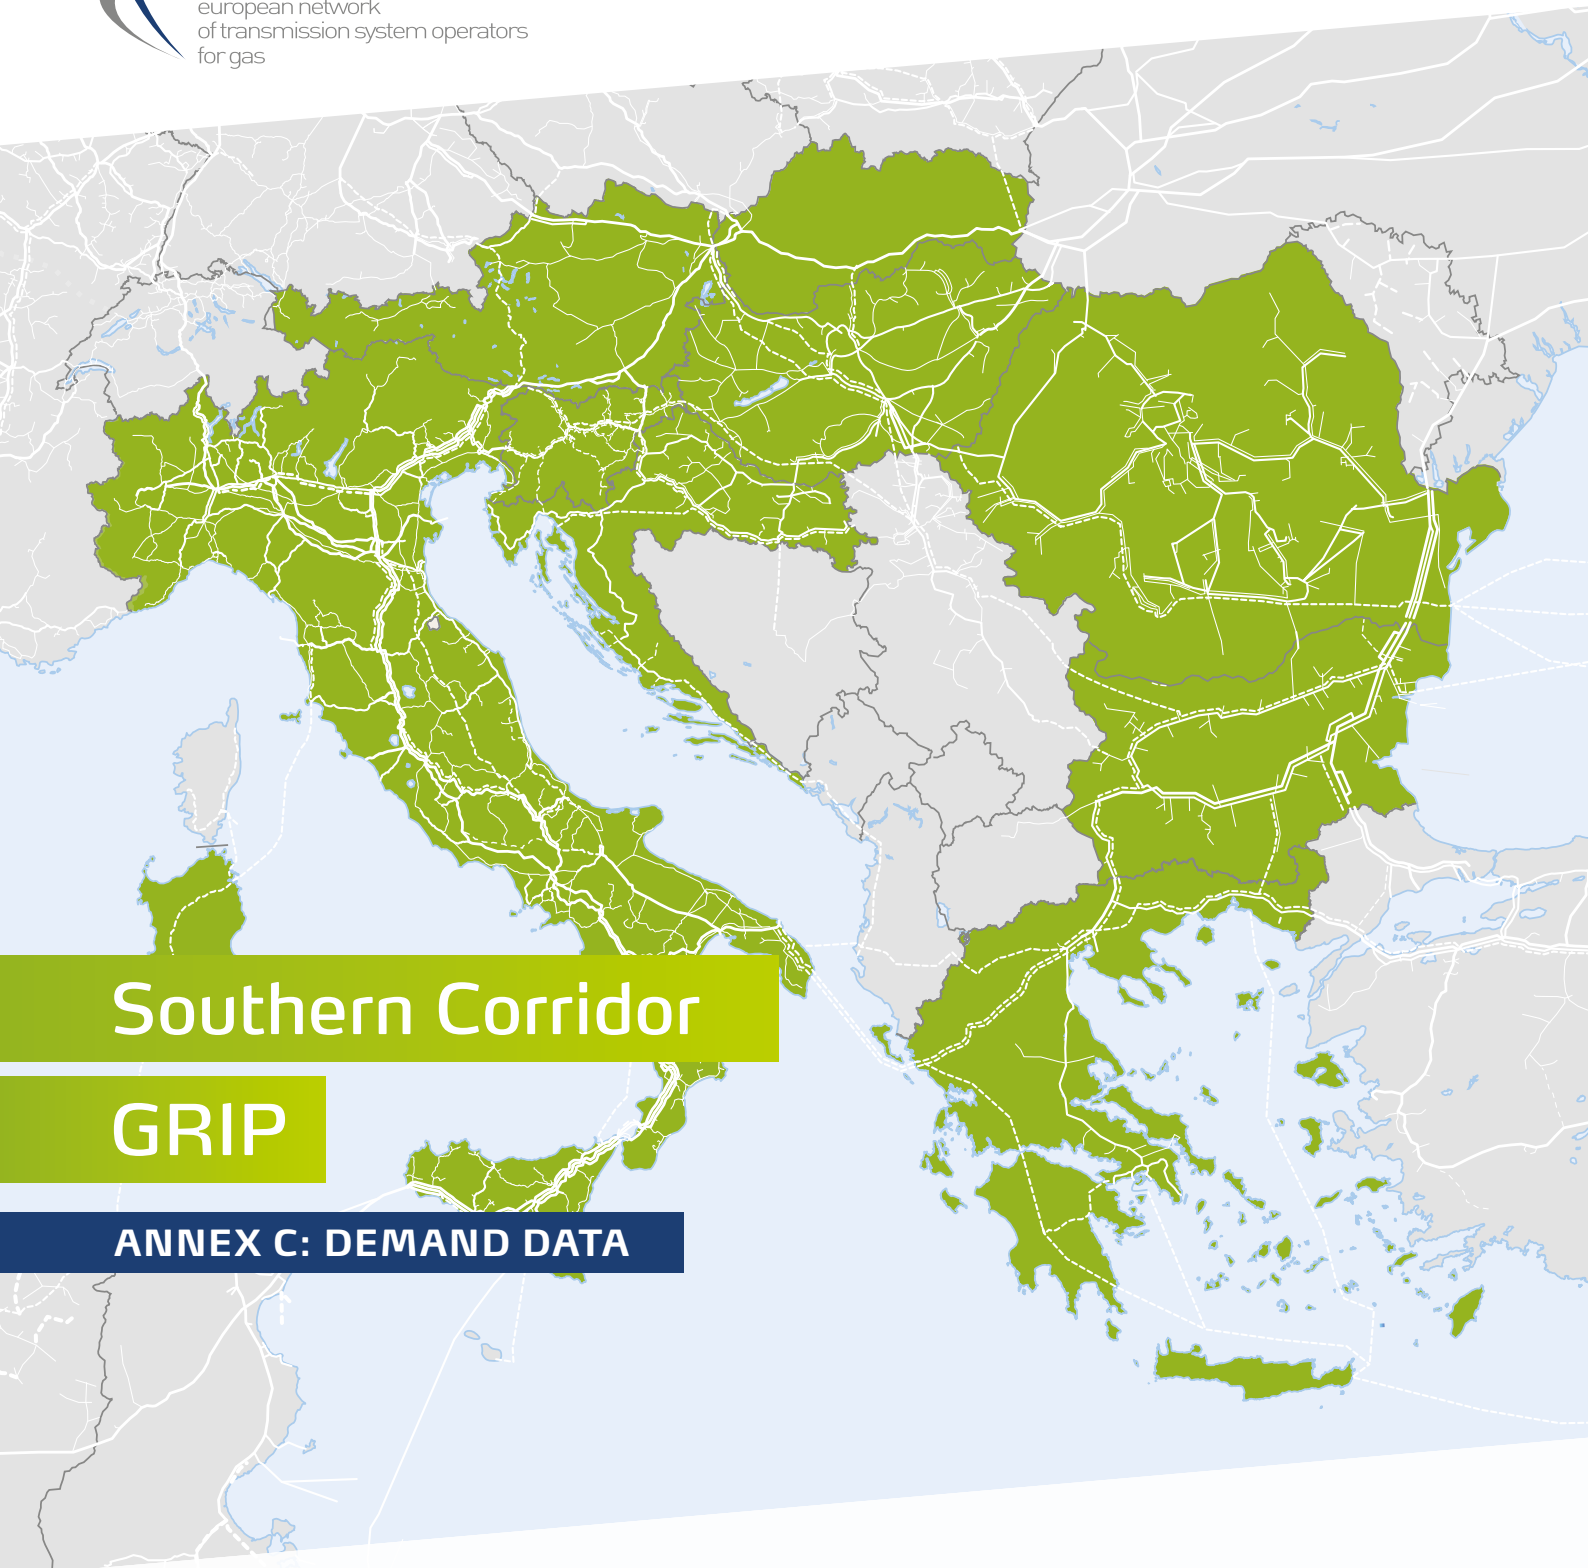 european network
of transmission system operators
for gas
Southern Corridor
GRIP
ANNEX C: DEMAND DATA